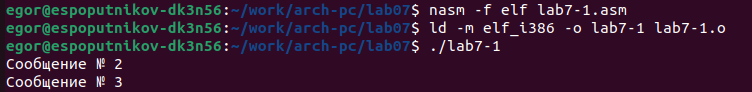 egor@espoputnikov-dk3n56:~/work/arch-pc/lab07$ nasm -f elf lab7-1.asm
egor@espoputnikov-dk3n56:~/work/arch-pc/lab07$ ld -m elf_i386 -o lab7-1 lab7-1.o
egor@espoputnikov-dk3n56:~/work/arch-pc/lab07$ ./lab7-1
Сообщение № 2
Сообщение № 3